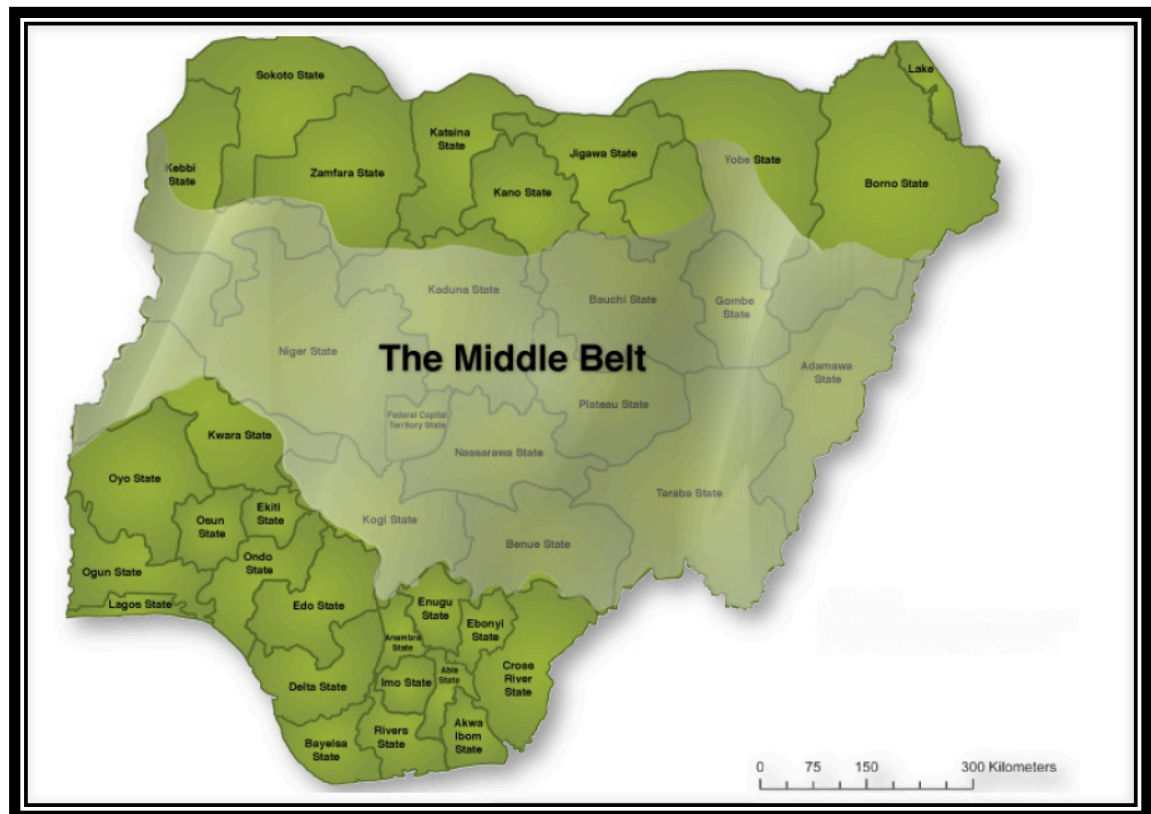 Lake
Sokoto State
Katsina
State
Jigawa State
Yobe State
Kebbi
State
Zamfara State
Kano State
Borno State
Kaduna State
Bauchi State
Gombe
State
Niger State
The Middle Belt
Adamawa
State
Plateau State
Federal Capital
Territory State
Kwara State
Nassarawa State
Oyo State
Taraba State
Ekiti
State
Osun
State
Kogi State
Benue State
Ondo
State
Ogun State
Lagos State
Edo State
Enugu
State
Ebonyi
State
Anambra
State
Cross
River
State
Abia
State
Imo State
Delta State
Akwa
Ibom
State
Rivers
State
Bayelsa
State
0 75 150 300 Kilometers